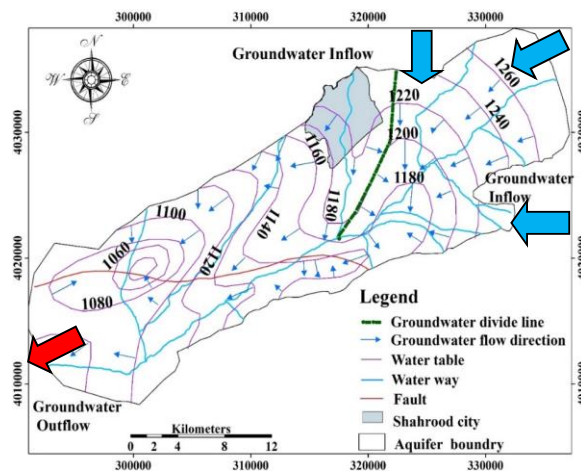 300000 310000 320000 330000
N
W E
S
Groundwater Inflow
1260
1220
1240
4030000
1200
1160
1180
Groundwater
Inflow
1180
1140
1100
1060
1120
4020000
1080
Legend
Groundwater divide line
Groundwater flow direction
Water table
Water way
Fault
Shahrood city
Aquifer boundry
4010000
4010000
Groundwater
Outflow
Kilometers
0 2 4 8 12
300000 310000 320000 330000